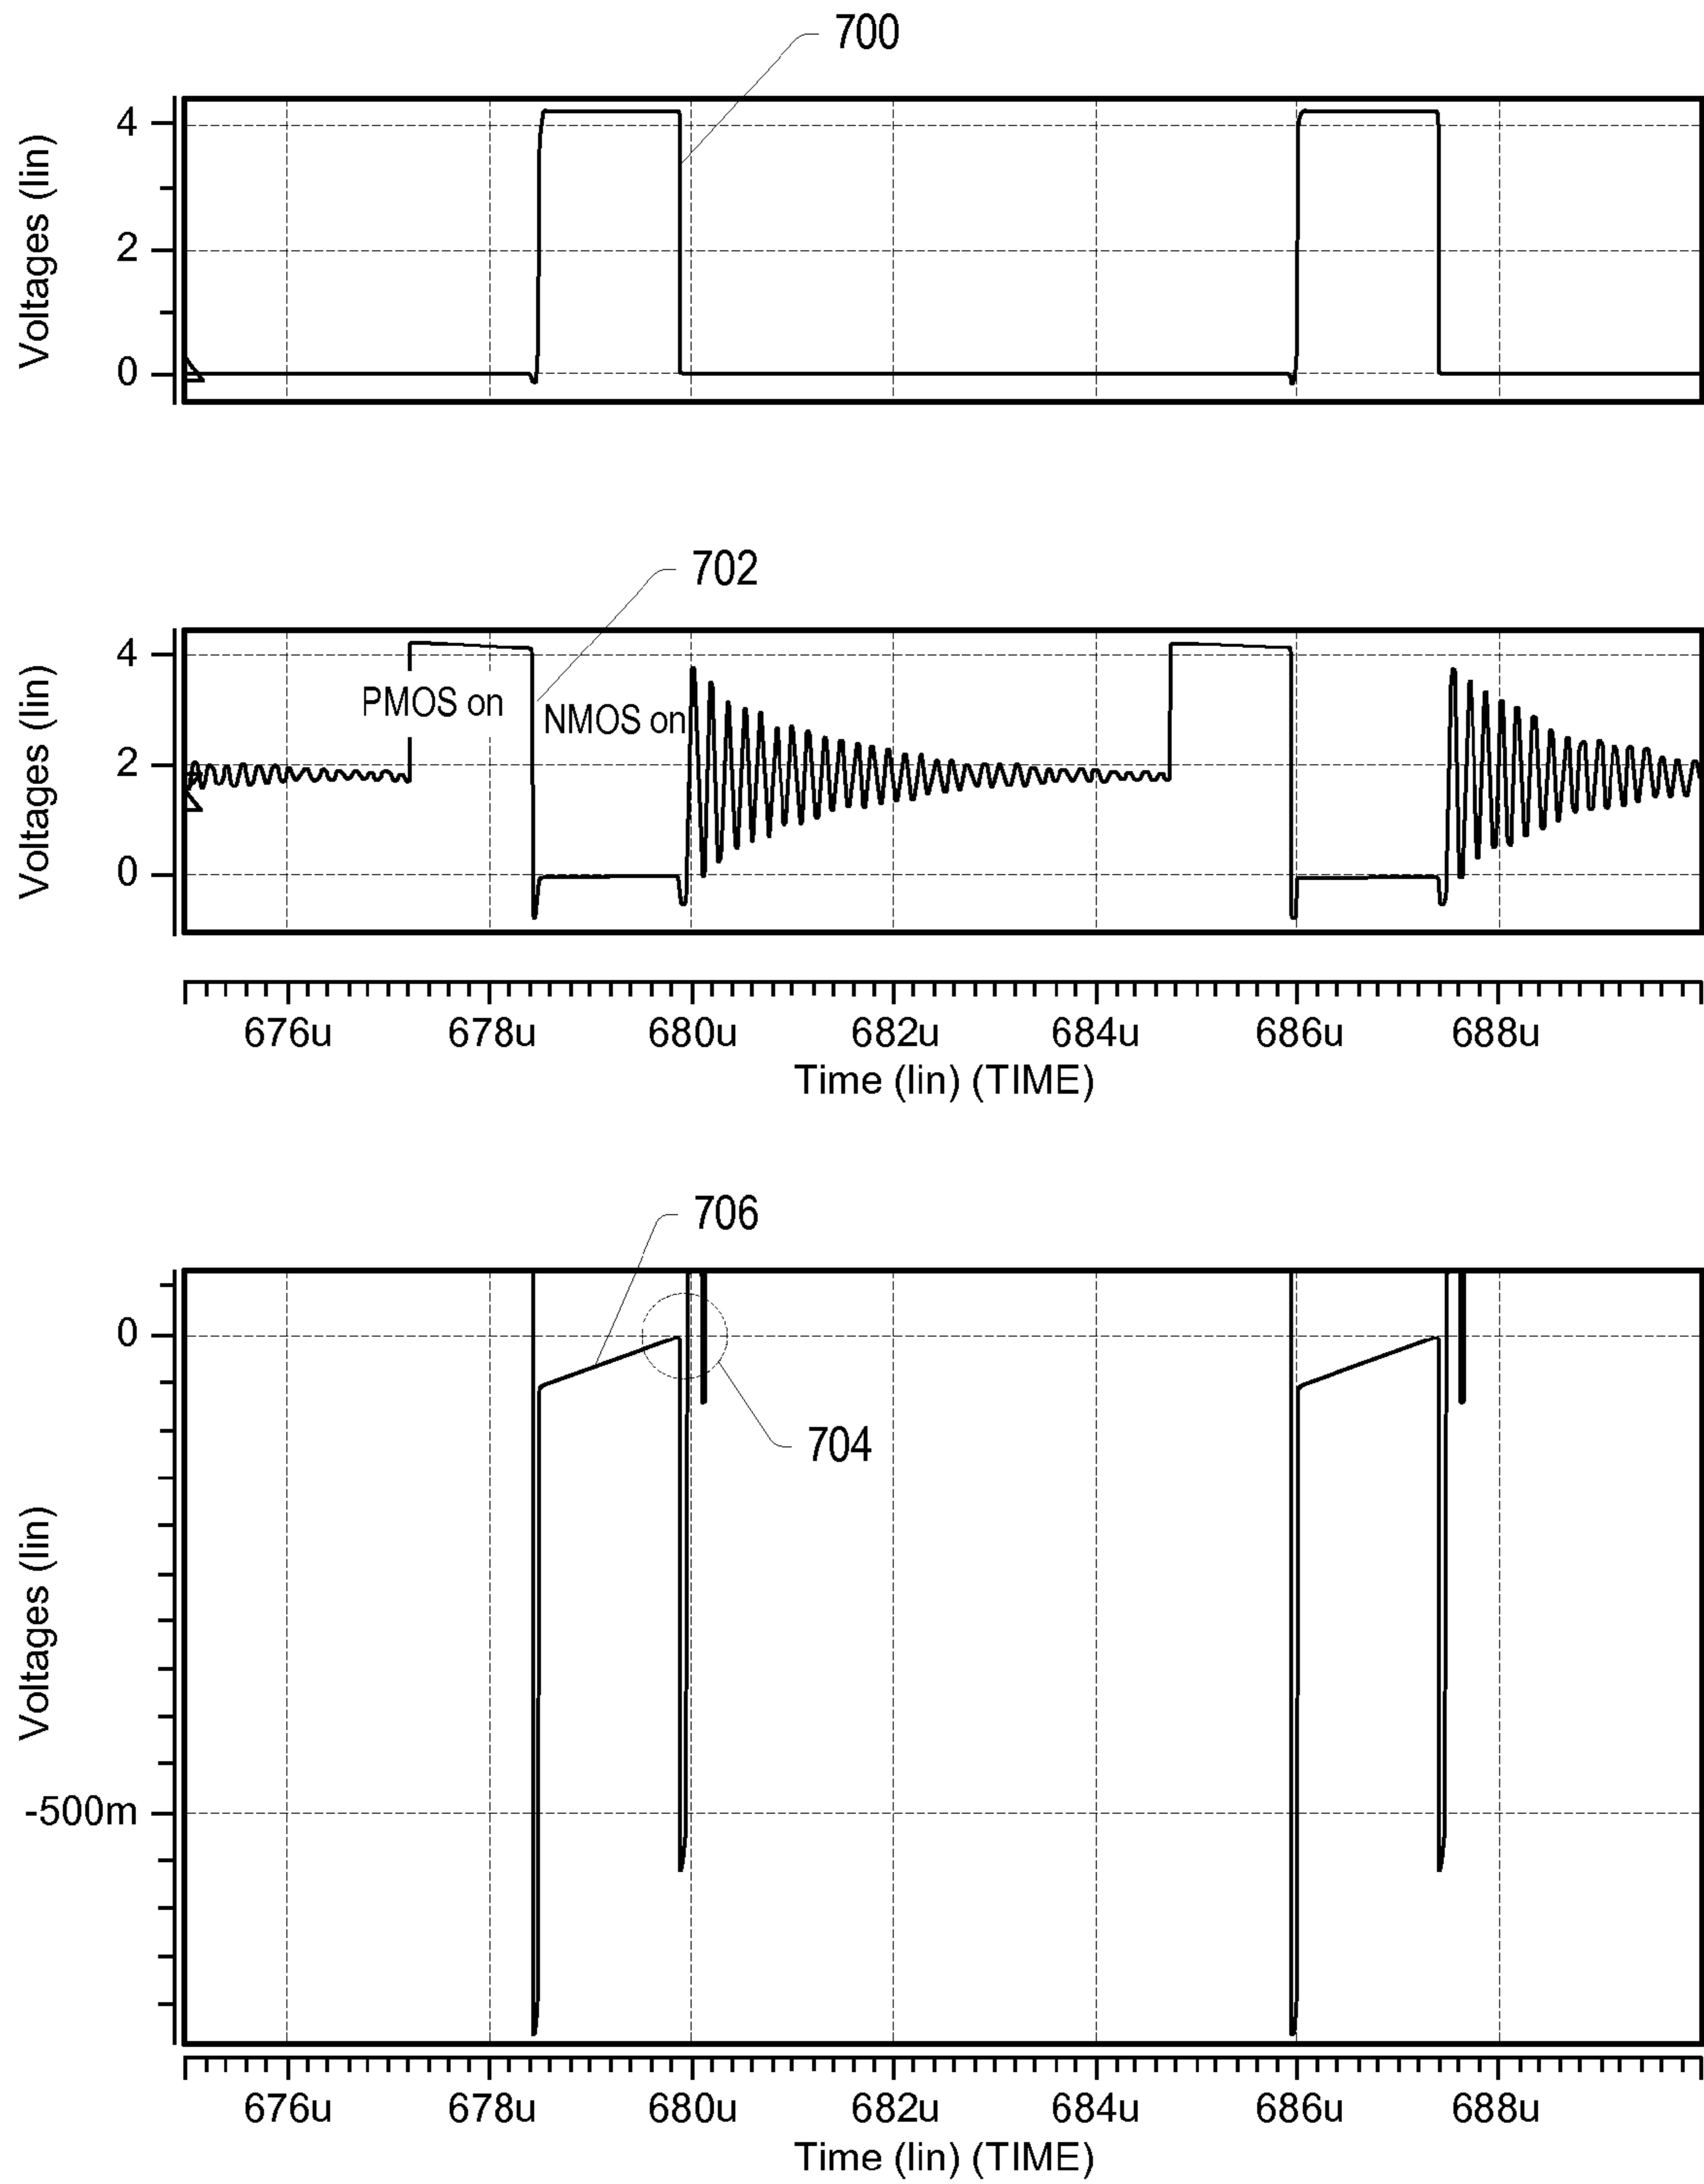 700
Voltages (lin)
4
2
0
702
Voltages (lin)
4
2
0
PMOS on
NMOS on
676u 678u 680u 682u 684u 686u 688u
Time (lin) (TIME)
706
704
Voltages (lin)
0
-500m
676u 678u 680u 682u 684u 686u 688u
Time (lin) (TIME)